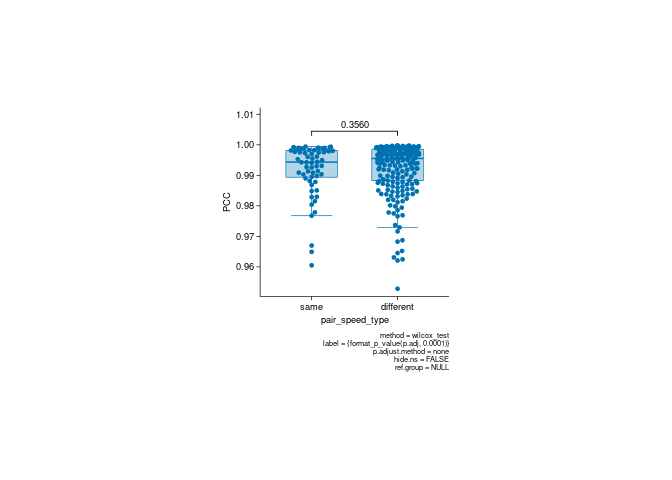 1.01
0.3560
1.00
0.99
0.98
0.97
0.96
PCC
same different
pair_speed_type
method = wilcox_test
label = {format_p_value(p.adj, 0.0001)}
p.adjust.method = none
hide.ns = FALSE
ref.group = NULL